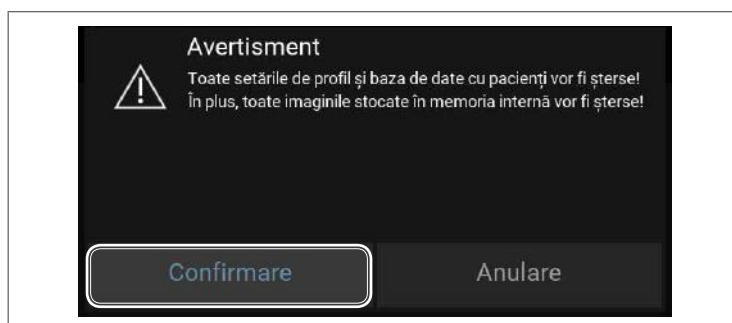 Avertisment
Toate setările de profil și baza de date cu pacienți vor fi șterse!
În plus, toate imaginile stocate în memoria internă vor fi șterse!
Confirmare
Anulare